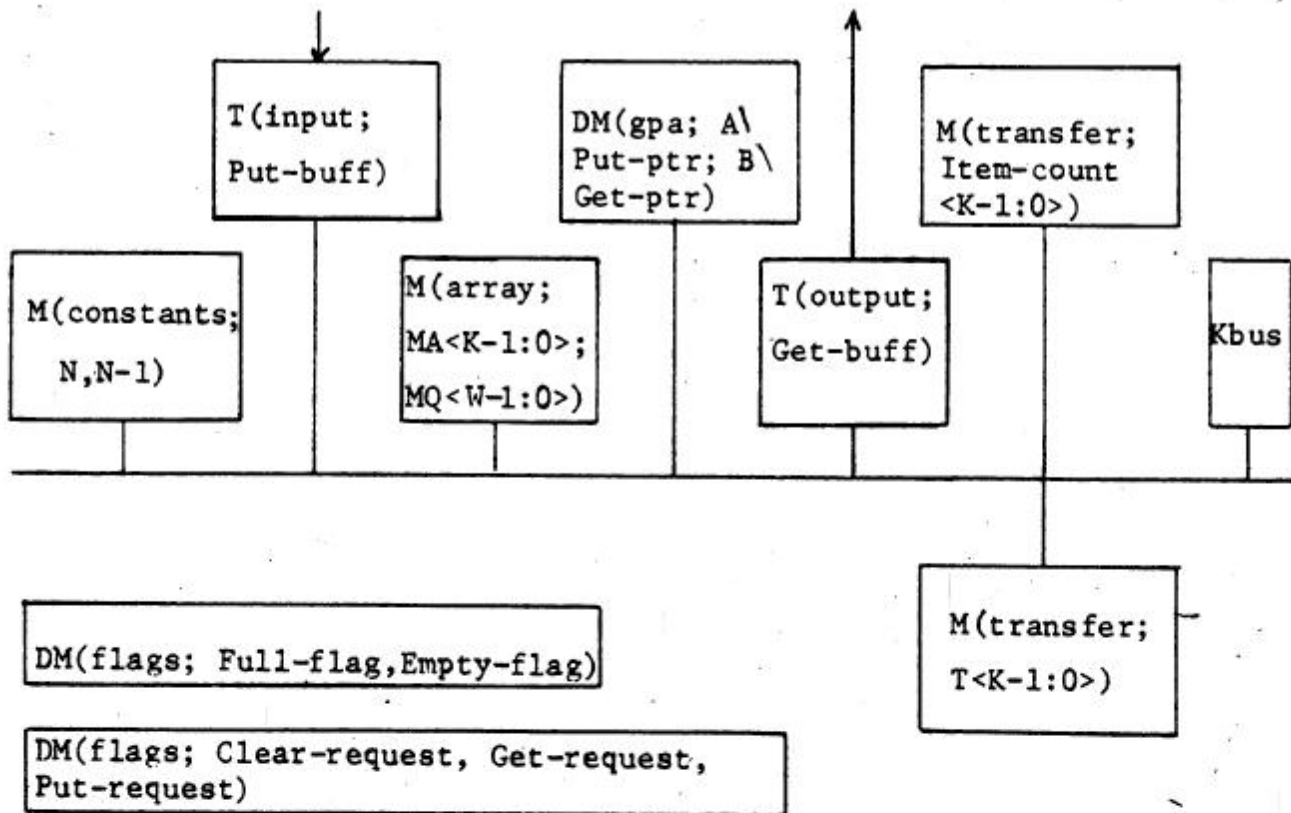 T(input;
Put-buff)
DM(gpa; A\
Put-ptr; B\
Get-ptr)
M(transfer;
Item-count
<K-1:0>)
M(constants;
N,N-1)
M(array;
MA<K-1:0>;
MQ<W-1:0>)
T(output;
Get-buff)
Kbus
DM(flags; Full-flag,Empty-flag)
M(transfer;
T<K-1:0>)
DM(flags; Clear-request, Get-request,
Put-request)